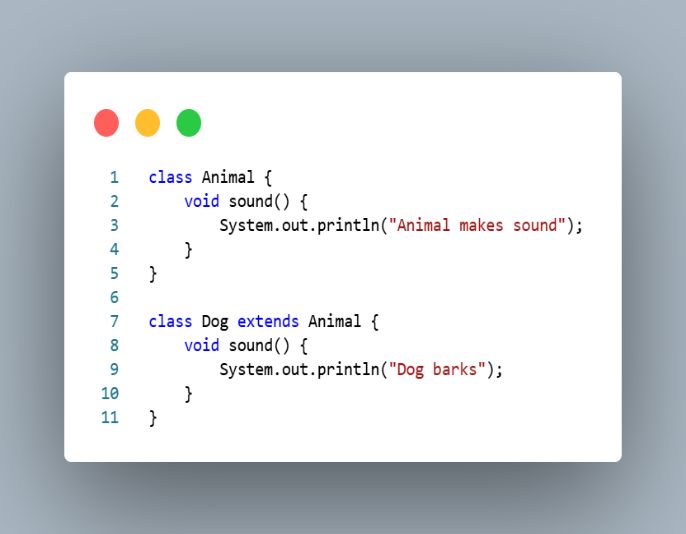 1 class Animal {
2     void sound() {
3         System.out.println("Animal makes sound");
4     }
5 }
6
7 class Dog extends Animal {
8     void sound() {
9         System.out.println("Dog barks");
10     }
11 }